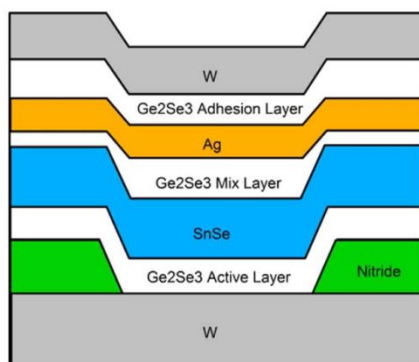 W
Ge2Se3 Adhesion Layer
Ag
Ge2Se3 Mix Layer
SnSe
Ge2Se3 Active Layer
Nitride
W